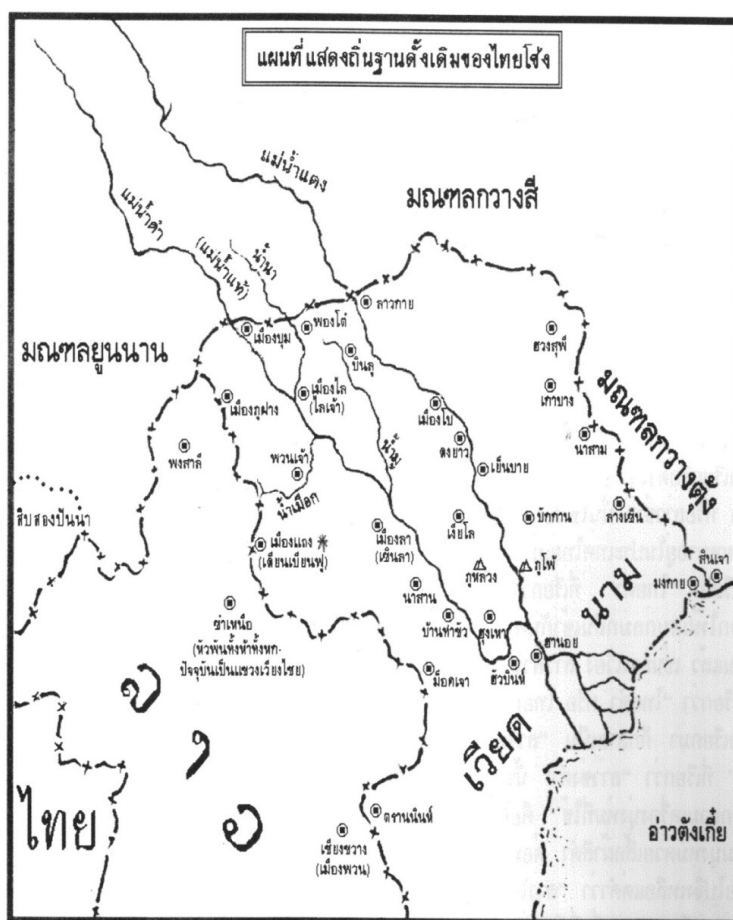 แผนที่ แสดงถิ่นฐานดั้งเดิมของไทยโซ่ง
แม่น้ำแดง
มณฑลกวางสี
แม่น้ำดำ
(แม่น้ำแท้)
น้ำนา
ลาวกาย
พองโต่
เมืองบุม
ฮวงสุพี
มณฑลยูนนาน
บินลุ
เกาบาง
มณฑลกวางตุ้ง
เมืองไล
(ไลเจ้า)
เมืองภูฝาง
เมืองโบ
ดงยาว
นาสาม
พงสาลี
พวนเจ้า
น้ำเมือก
เย็นบาย
สิบสองปันนา
เมืองลา
(เซินลา)
เงี้ยโล
บักกาน
ลางเซิน
เมืองแถง
(เดียนเบียนฟู)
ภูหลวง
ภูไฟ้
มงกาย
สนเจา
นาสาน
ซำเหนือ
(หัวพันทั้งห้าทั้งหก-
ปัจจุบันเป็นแขวงเวียงไซย)
บ้านท่าขัว
ฮุงเหา
ฮานอย
ม็อคเจา
ฮัวบินห์
เวียด
นาม
ลาว
ไทย
ตรานนินห์
เชียงขวาง
(เมืองพวน)
อ่าวตังเกี๋ย